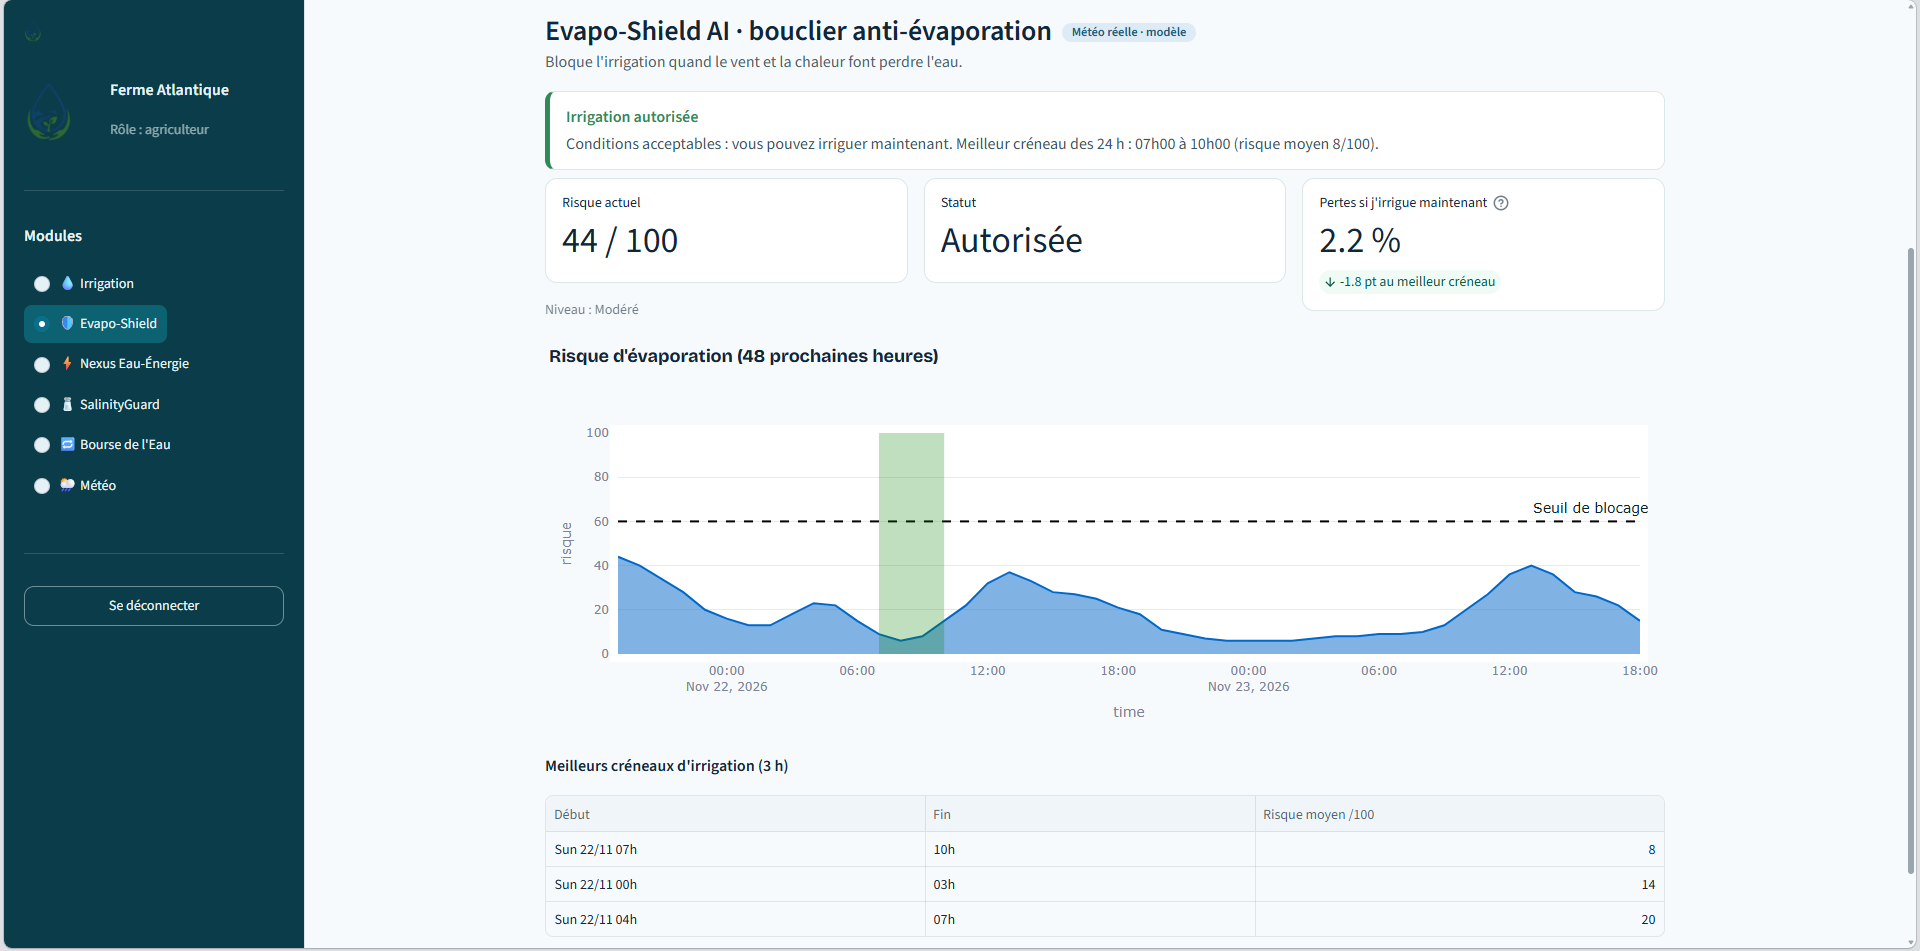 Ferme Atlantique
Rôle : agriculteur
Modules
Irrigation
Evapo-Shield
Nexus Eau-Énergie
SalinityGuard
Bourse de l'Eau
Météo
Se déconnecter
Evapo-Shield AI · bouclier anti-évaporation
Météo réelle · modèle
Bloque l'irrigation quand le vent et la chaleur font perdre l'eau.
Irrigation autorisée
Conditions acceptables : vous pouvez irriguer maintenant. Meilleur créneau des 24 h : 07h00 à 10h00 (risque moyen 8/100).
Risque actuel
44 / 100
Statut
Autorisée
Pertes si j'irrigue maintenant ?
2.2 %
↓ -1.8 pt au meilleur créneau
Niveau : Modéré
Risque d'évaporation (48 prochaines heures)
100
80
60
40
20
0
risque
Seuil de blocage
00:00 06:00 12:00 18:00 00:00 06:00 12:00 18:00
Nov 22, 2026 Nov 23, 2026
time
Meilleurs créneaux d'irrigation (3 h)
Début Fin Risque moyen /100
Sun 22/11 07h 10h 8
Sun 22/11 00h 03h 14
Sun 22/11 04h 07h 20